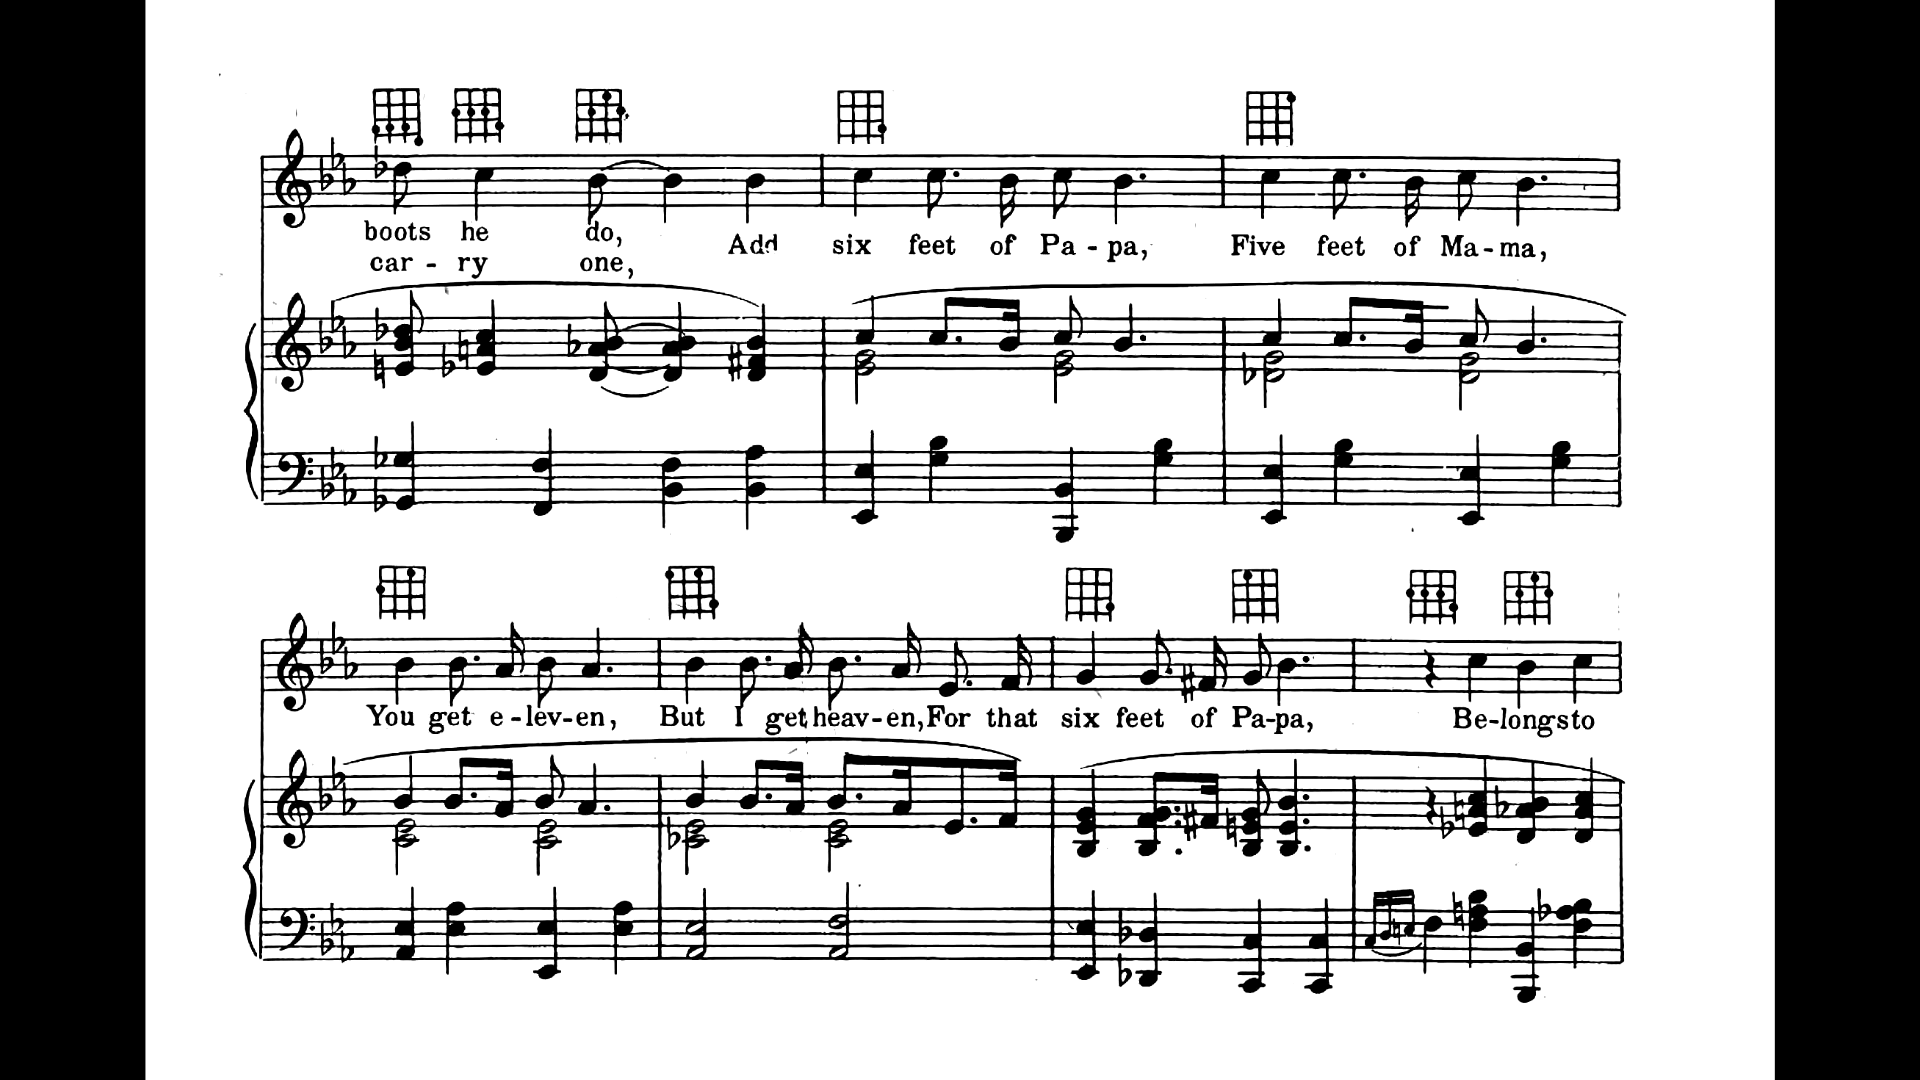 boots he do, Add six feet of Pa - pa, Five feet of Ma - ma,
car - ry one,
You get e - lev - en, But I get heav - en, For that six feet of Pa - pa, Be - longs to